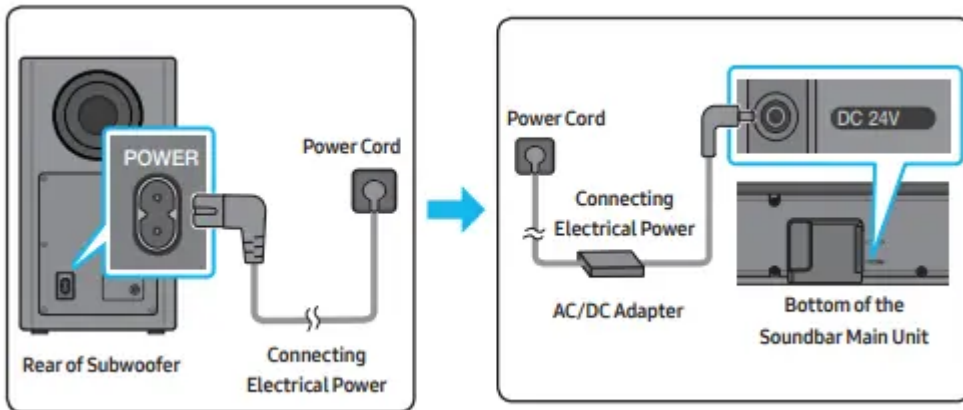 POWER
Power Cord
Rear of Subwoofer
Connecting
Electrical Power
Power Cord
DC 24V
Connecting
Electrical Power
AC/DC Adapter
Bottom of the
Soundbar Main Unit